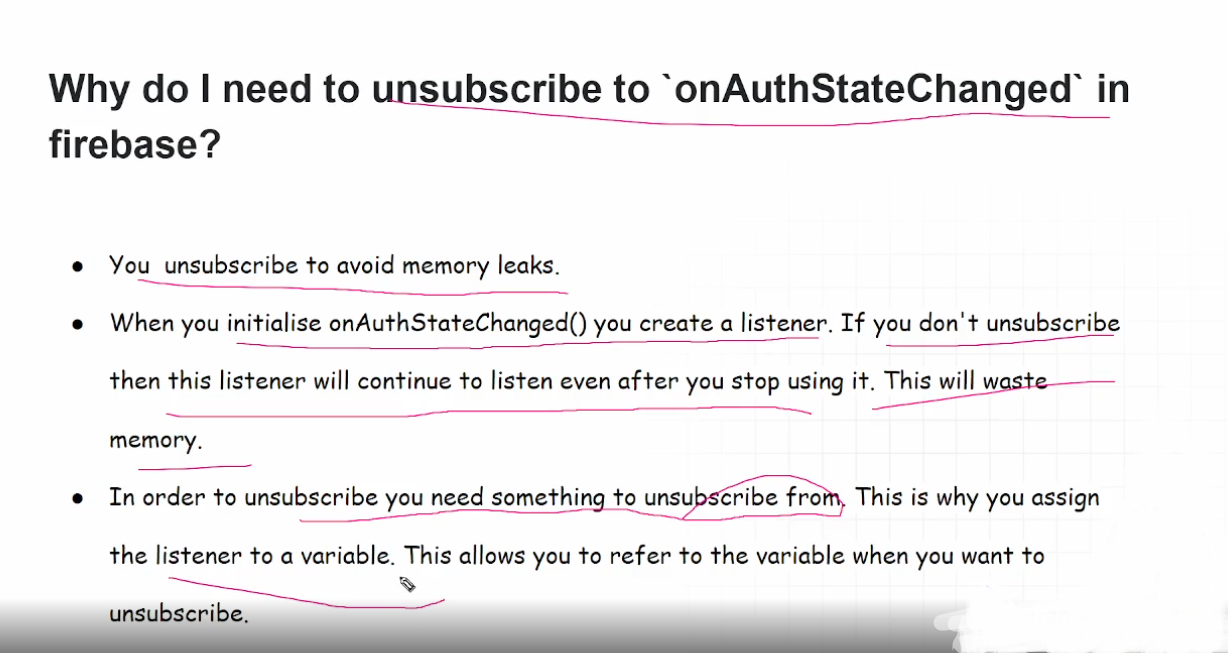 Why do I need to unsubscribe to `onAuthStateChanged` in
firebase?
● You  unsubscribe to avoid memory leaks.
● When you initialise onAuthStateChanged() you create a listener. If you don't unsubscribe
then this listener will continue to listen even after you stop using it. This will waste
memory.
● In order to unsubscribe you need something to unsubscribe from. This is why you assign
the listener to a variable. This allows you to refer to the variable when you want to
unsubscribe.